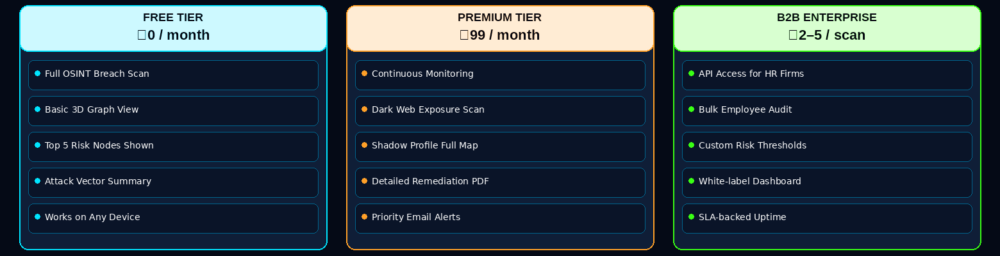 FREE TIER
□0 / month
Full OSINT Breach Scan
Basic 3D Graph View
Top 5 Risk Nodes Shown
Attack Vector Summary
Works on Any Device
PREMIUM TIER
□99 / month
Continuous Monitoring
Dark Web Exposure Scan
Shadow Profile Full Map
Detailed Remediation PDF
Priority Email Alerts
B2B ENTERPRISE
□2–5 / scan
API Access for HR Firms
Bulk Employee Audit
Custom Risk Thresholds
White-label Dashboard
SLA-backed Uptime